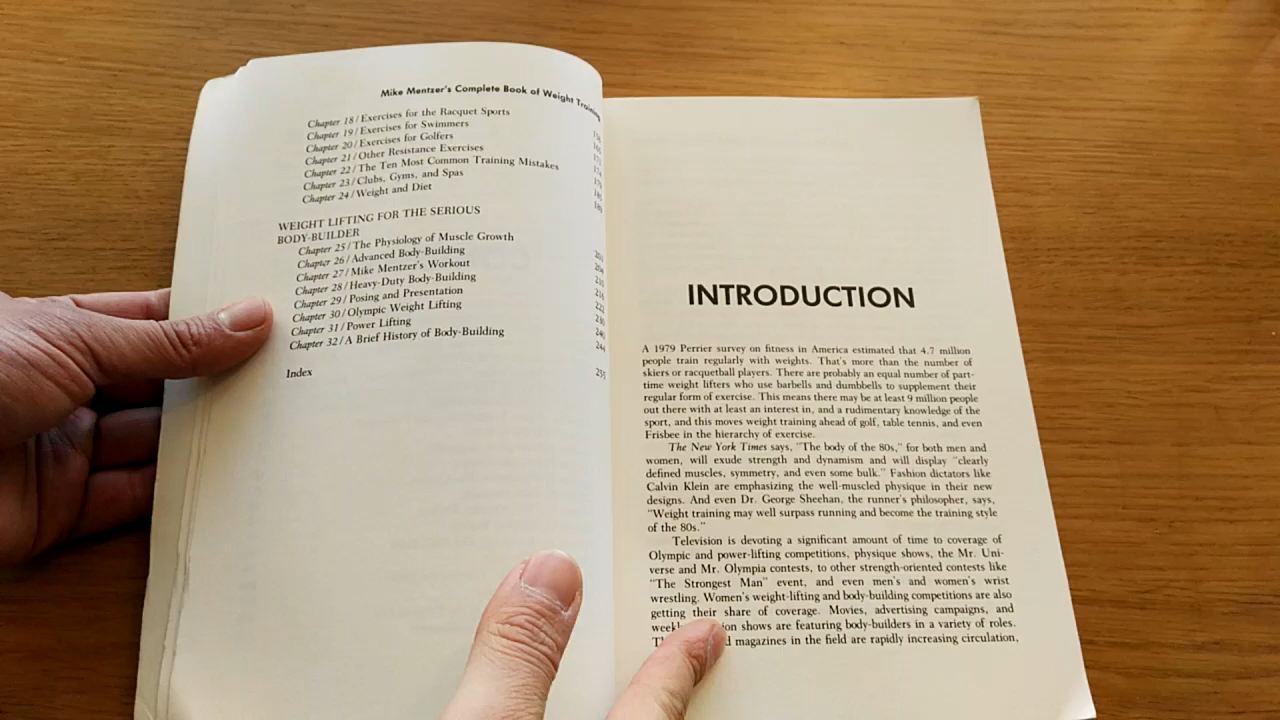 Mike Mentzer's Complete Book of Weight Training
Chapter 18/Exercises for the Racquet Sports
Chapter 19/Exercises for Swimmers
Chapter 20/Exercises for Golfers
Chapter 21/Other Resistance Exercises
Chapter 22/The Ten Most Common Training Mistakes
Chapter 23/Clubs, Gyms, and Spas
Chapter 24/Weight and Diet
WEIGHT LIFTING FOR THE SERIOUS
BODY-BUILDER
Chapter 25/The Physiology of Muscle Growth
Chapter 26/Advanced Body-Building
Chapter 27/Mike Mentzer's Workout
Chapter 28/Heavy-Duty Body-Building
Chapter 29/Posing and Presentation
Chapter 30/Olympic Weight Lifting
Chapter 31/Power Lifting
Chapter 32/A Brief History of Body-Building
Index 255
INTRODUCTION
A 1979 Perrier survey on fitness in America estimated that 4.7 million
people train regularly with weights. That's more than the number of
skiers or racquetball players. There are probably an equal number of part-
time weight lifters who use barbells and dumbbells to supplement their
regular form of exercise. This means there may be at least 9 million people
out there with at least an interest in, and a rudimentary knowledge of the
sport, and this moves weight training ahead of golf, table tennis, and even
Frisbee in the hierarchy of exercise.
The New York Times says, "The body of the 80s," for both men and
women, will exude strength and dynamism and will display "clearly
defined muscles, symmetry, and even some bulk." Fashion dictators like
Calvin Klein are emphasizing the well-muscled physique in their new
designs. And even Dr. George Sheehan, the runner's philosopher, says,
"Weight training may well surpass running and become the training style
of the 80s."
Television is devoting a significant amount of time to coverage of
Olympic and power-lifting competitions, physique shows, the Mr. Uni-
verse and Mr. Olympia contests, to other strength-oriented contests like
"The Strongest Man" event, and even men's and women's wrist
wrestling. Women's weight-lifting and body-building competitions are also
getting their share of coverage. Movies, advertising campaigns, and
shows are featuring body-builders in a variety of roles.
magazines in the field are rapidly increasing circulation,